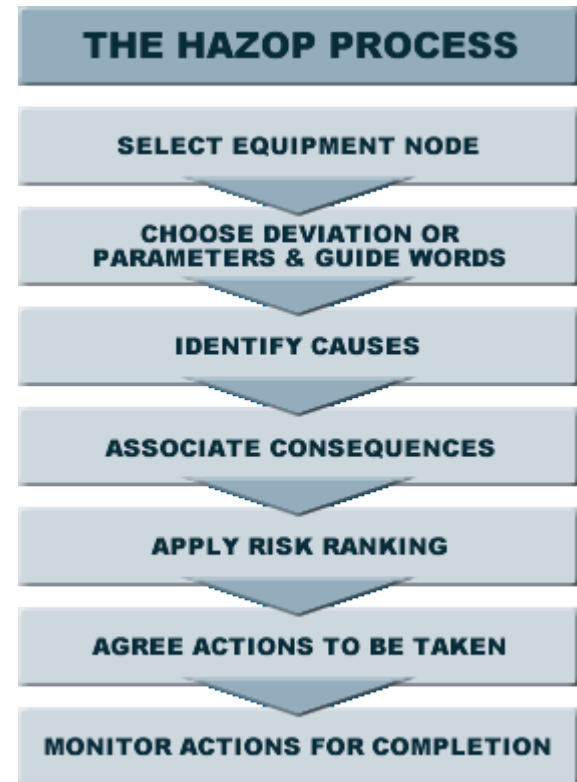 THE HAZOP PROCESS
SELECT EQUIPMENT NODE
CHOOSE DEVIATION OR
PARAMETERS & GUIDE WORDS
IDENTIFY CAUSES
ASSOCIATE CONSEQUENCES
APPLY RISK RANKING
AGREE ACTIONS TO BE TAKEN
MONITOR ACTIONS FOR COMPLETION